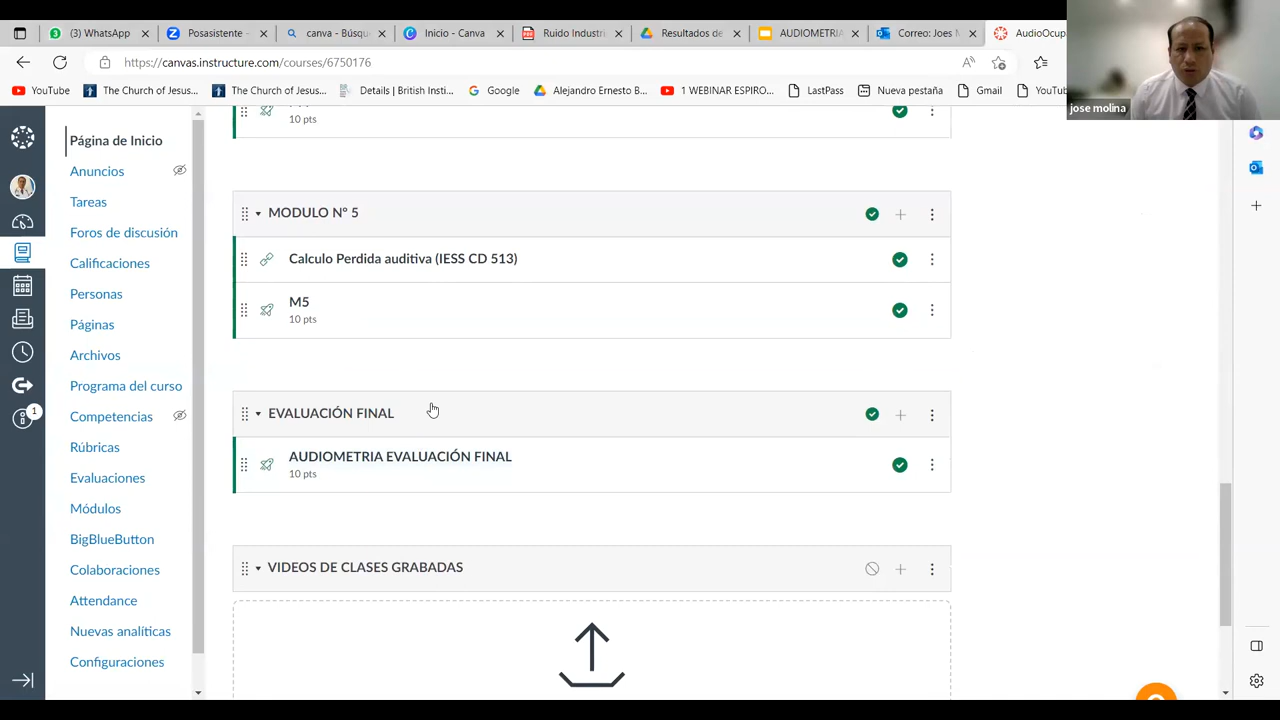 (3) WhatsApp
Posasistente -
canva - Búsqu
Inicio - Canva
Ruido Industri
Resultados de
AUDIOMETRIA
Correo: Joes M
AudioOcu
https://canvas.instructure.com/courses/6750176
YouTube
The Church of Jesus...
The Church of Jesus...
Details | British Insti...
Google
Alejandro Ernesto B...
1 WEBINAR ESPIRO...
LastPass
Nueva pestaña
Gmail
YouTu
jose molina
Página de Inicio
Anuncios
Tareas
Foros de discusión
Calificaciones
Personas
Páginas
Archivos
Programa del curso
Competencias
Rúbricas
Evaluaciones
Módulos
BigBlueButton
Colaboraciones
Attendance
Nuevas analíticas
Configuraciones
1
10 pts
MODULO N° 5
Calculo Perdida auditiva (IESS CD 513)
M5
10 pts
EVALUACIÓN FINAL
AUDIOMETRIA EVALUACIÓN FINAL
10 pts
VIDEOS DE CLASES GRABADAS